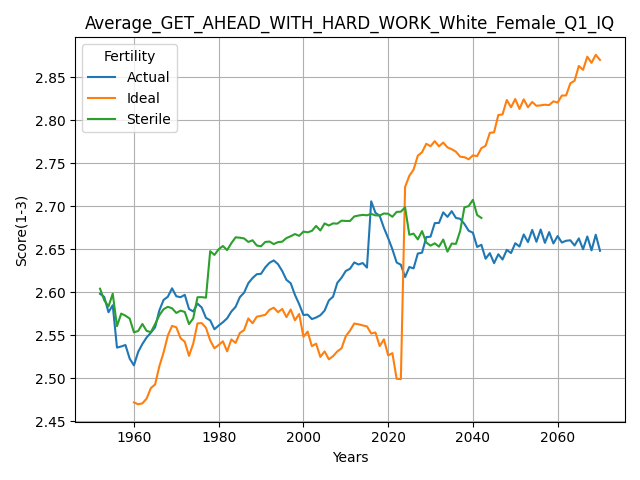 Average_GET_AHEAD_WITH_HARD_WORK_White_Female_Q1_IQ
Fertility
Actual
Ideal
Sterile
Score(1-3)
2.85
2.80
2.75
2.70
2.65
2.60
2.55
2.50
2.45
1960 1980 2000 2020 2040 2060
Years